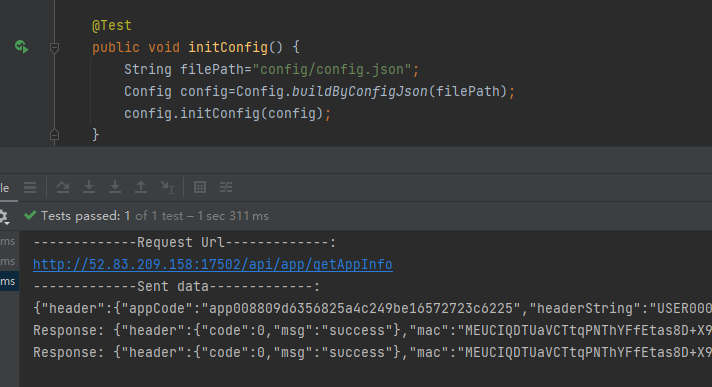 @Test
public void initConfig() {
String filePath="config/config.json";
Config config=Config.buildByConfigJson(filePath);
config.initConfig(config);
}
le
Tests passed: 1 of 1 test – 1 sec 311 ms
ms
ms
ms
-------------Request Url-------------:
http://52.83.209.158:17502/api/app/getAppInfo
-------------Sent data-------------:
{"header":{"appCode":"app008809d6356825a4c249be16572723c6225","headerString":"USER000
Response: {"header":{"code":0,"msg":"success"},"mac":"MEUCIQDTUaVCTtqPNThYFfEtas8D+X9
Response: {"header":{"code":0,"msg":"success"},"mac":"MEUCIQDTUaVCTtqPNThYFfEtas8D+X9